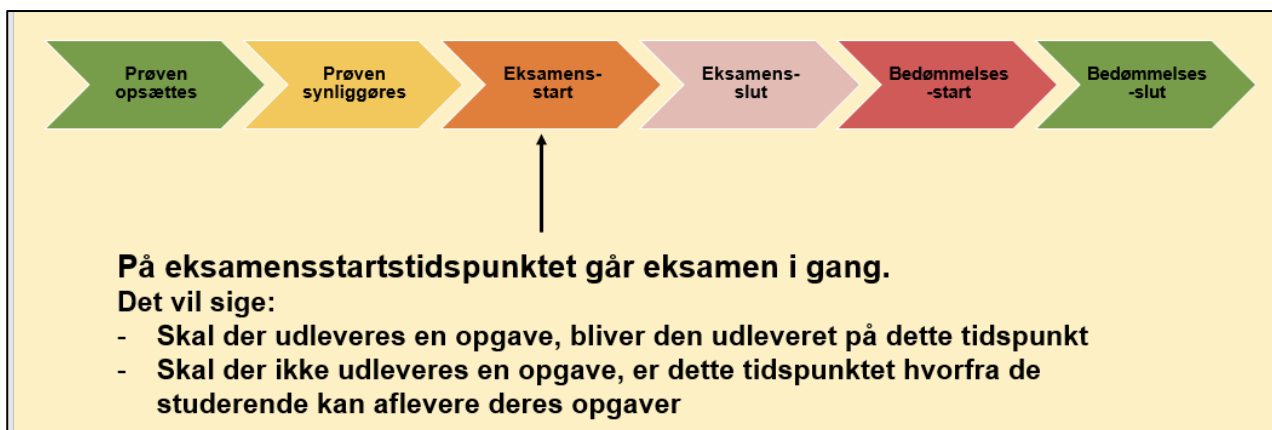 Prøven
opsættes
Prøven
synliggøres
Eksamens-
start
Eksamens-
slut
Bedømmelses
-start
Bedømmelses
-slut
På eksamensstartstidspunktet går eksamen i gang.
Det vil sige:
- Skal der udleveres en opgave, bliver den udleveret på dette tidspunkt
- Skal der ikke udleveres en opgave, er dette tidspunktet hvorfra de
studerende kan aflevere deres opgaver